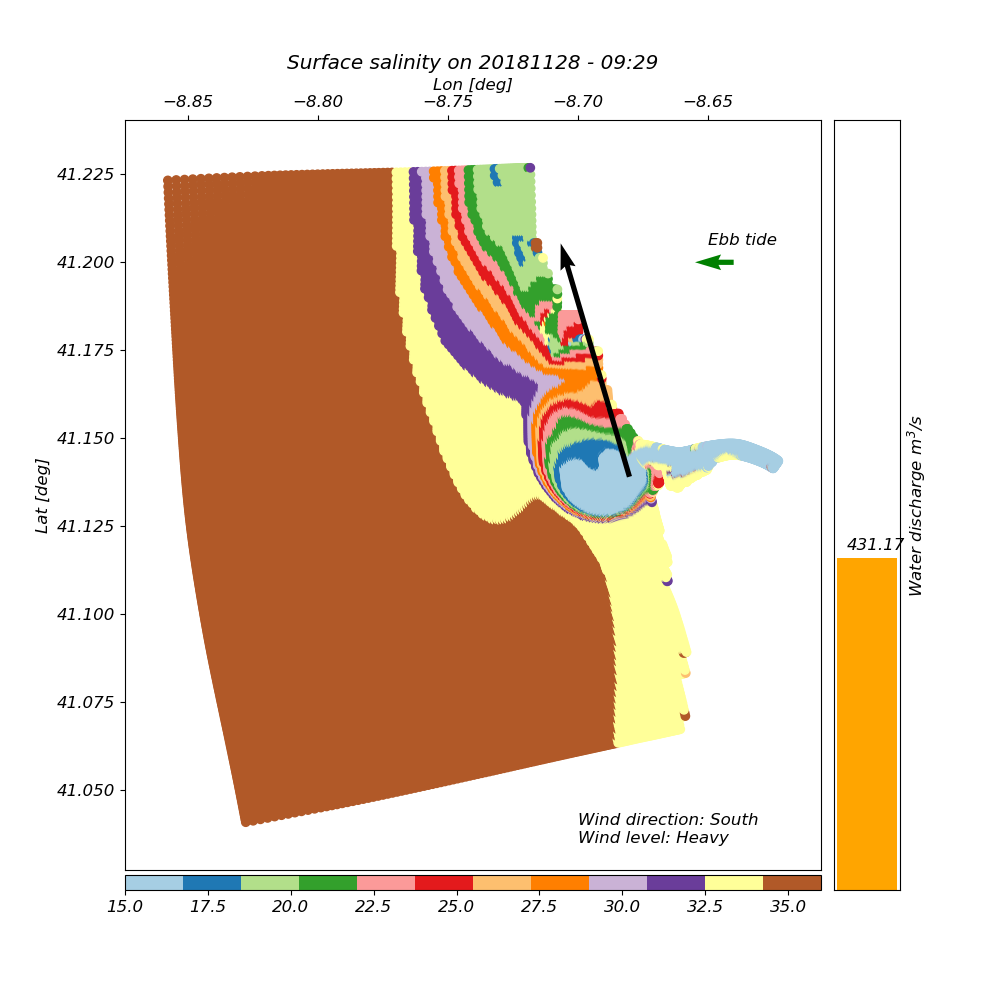 Surface salinity on 20181128 - 09:29
Lon [deg]
−8.85 −8.80 −8.75 −8.70 −8.65
41.225
41.200
41.175
41.150
41.125
41.100
41.075
41.050
Lat [deg]
Ebb tide
Wind direction: South
Wind level: Heavy
15.0 17.5 20.0 22.5 25.0 27.5 30.0 32.5 35.0
431.17
Water discharge m³/s